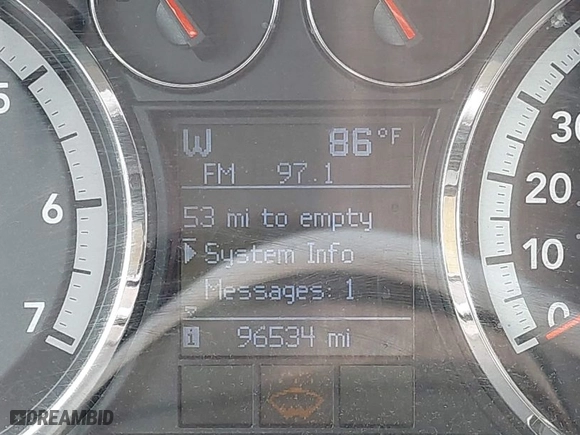 5
6
7
W 86°F
FM 97.1
53 mi to empty
System Info
Messages: 1
i 96534 mi
30
20
10
0
DREAMBID